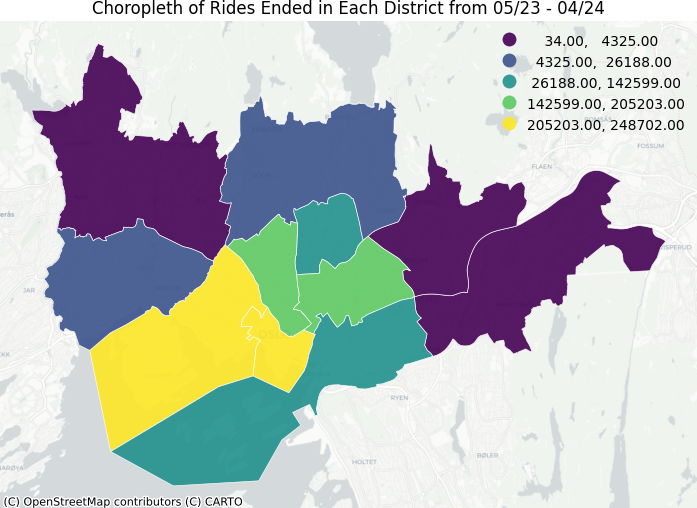 Choropleth of Rides Ended in Each District from 05/23 - 04/24
34.00, 4325.00
4325.00, 26188.00
26188.00, 142599.00
142599.00, 205203.00
205203.00, 248702.00
FOSSUM
FLAEN
JAR
RYEN
BØLER
HOLTET
(C) OpenStreetMap contributors (C) CARTO